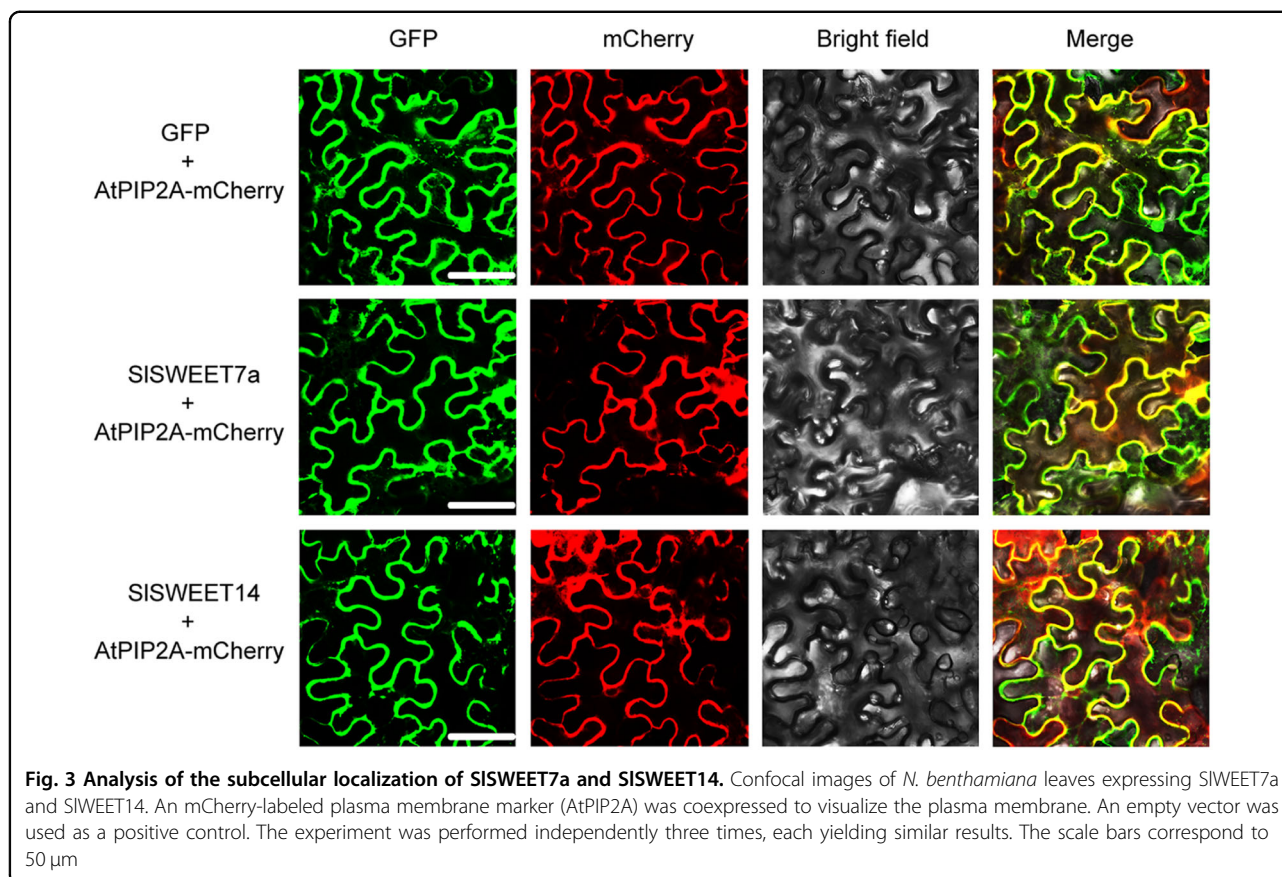 GFP mCherry Bright field Merge
GFP
+
AtPIP2A-mCherry
SlSWEET7a
+
AtPIP2A-mCherry
SlSWEET14
+
AtPIP2A-mCherry
Fig. 3 Analysis of the subcellular localization of SlSWEET7a and SlSWEET14. Confocal images of N. benthamiana leaves expressing SlWEET7a
and SlWEET14. An mCherry-labeled plasma membrane marker (AtPIP2A) was coexpressed to visualize the plasma membrane. An empty vector was
used as a positive control. The experiment was performed independently three times, each yielding similar results. The scale bars correspond to
50 µm